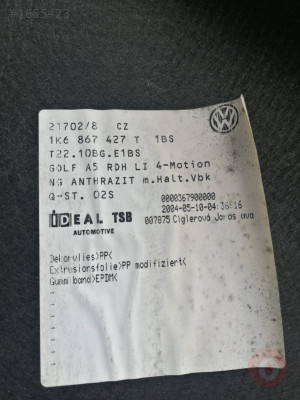 #1655423
21702/8 CZ
1K6 867 427 T 1BS
T22.10BG.E1BS
GOLF A5 RDH LI 4-Motion
NG ANTHRAZIT m.Halt.Vbk
Q-ST. 02S
0000367900000
2004-05-10-04:36:16
IDEAL TSB 007875 Ciglerová
AUTOMOTIVE
Dekorvlies>PP<
Extrusionsfolie>PP modifiziert<
Gummiband>EPDM<